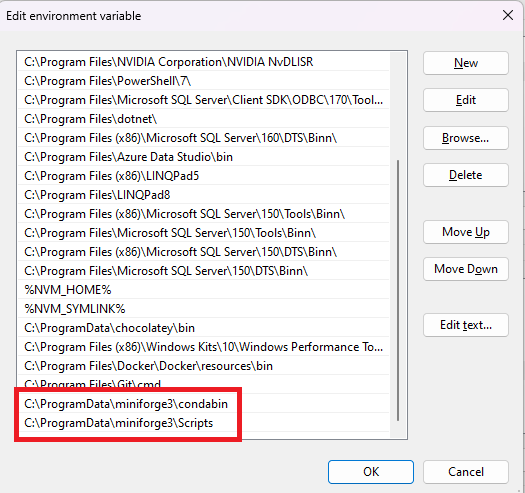 Edit environment variable
C:\Program Files\NVIDIA Corporation\NVIDIA NvDLISR
C:\Program Files\PowerShell\7\
C:\Program Files\Microsoft SQL Server\Client SDK\ODBC\170\Tool...
C:\Program Files\dotnet\
C:\Program Files (x86)\Microsoft SQL Server\160\DTS\Binn\
C:\Program Files\Azure Data Studio\bin
C:\Program Files (x86)\LINQPad5
C:\Program Files\LINQPad8
C:\Program Files (x86)\Microsoft SQL Server\150\Tools\Binn\
C:\Program Files\Microsoft SQL Server\150\Tools\Binn\
C:\Program Files (x86)\Microsoft SQL Server\150\DTS\Binn\
C:\Program Files\Microsoft SQL Server\150\DTS\Binn\
%NVM_HOME%
%NVM_SYMLINK%
C:\ProgramData\chocolatey\bin
C:\Program Files (x86)\Windows Kits\10\Windows Performance To...
C:\Program Files\Docker\Docker\resources\bin
C:\Program Files\Git\cmd
C:\ProgramData\miniforge3\condabin
C:\ProgramData\miniforge3\Scripts
New
Edit
Browse...
Delete
Move Up
Move Down
Edit text...
OK
Cancel